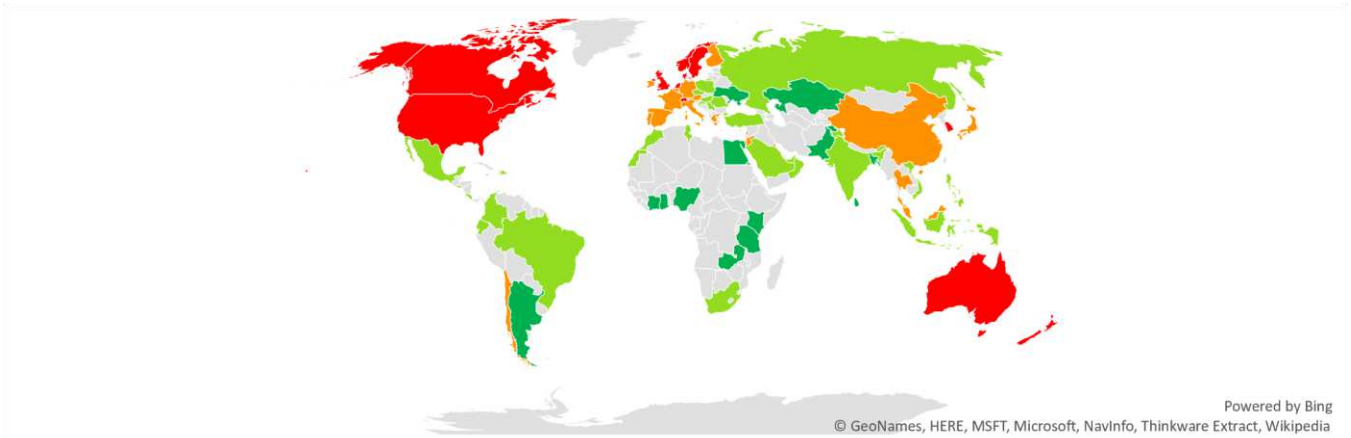 Powered by Bing
© GeoNames, HERE, MSFT, Microsoft, NavInfo, Thinkware Extract, Wikipedia